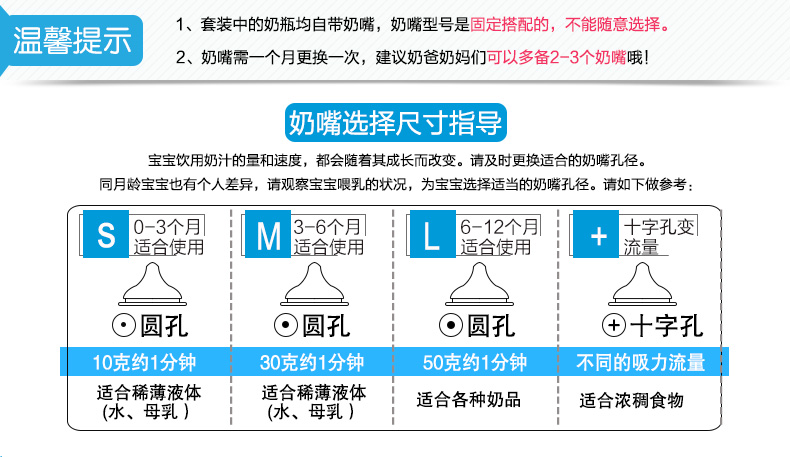 温馨提示
1、套装中的奶瓶均自带奶嘴，奶嘴型号是固定搭配的，不能随意选择。
2、奶嘴需一个月更换一次，建议奶爸奶妈们可以多备2-3个奶嘴哦！
奶嘴选择尺寸指导
宝宝饮用奶汁的量和速度，都会随着其成长而改变。请及时更换适合的奶嘴孔径。
同月龄宝宝也有个人差异，请观察宝宝喂乳的状况，为宝宝选择适当的奶嘴孔径。请如下做参考：
S
0-3个月
适合使用
圆孔
10克约1分钟
适合稀薄液体
(水、母乳)
M
3-6个月
适合使用
圆孔
30克约1分钟
适合稀薄液体
(水、母乳)
L
6-12个月
适合使用
圆孔
50克约1分钟
适合各种奶品
+
十字孔变
流量
十字孔
不同的吸力流量
适合浓稠食物